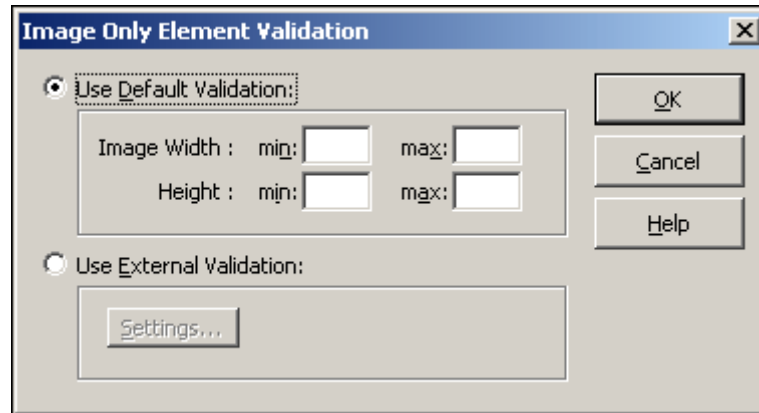 Image Only Element Validation
Use Default Validation:
OK
Image Width : min: max:
Cancel
Height : min: max:
Help
Use External Validation:
Settings...